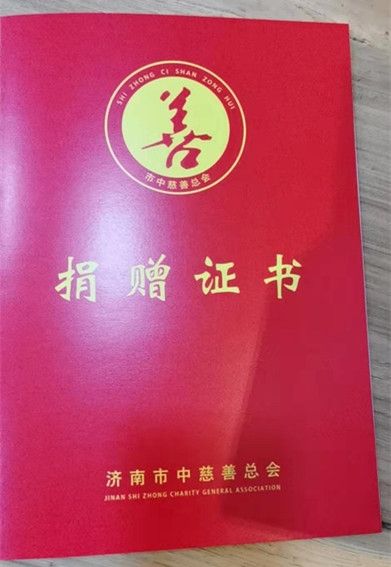 SHI ZHONG CI SHAN ZONG HUI
善
市中慈善总会
捐赠证书
济南市中慈善总会
JINAN SHI ZHONG CHARITY GENERAL ASSOCIATION